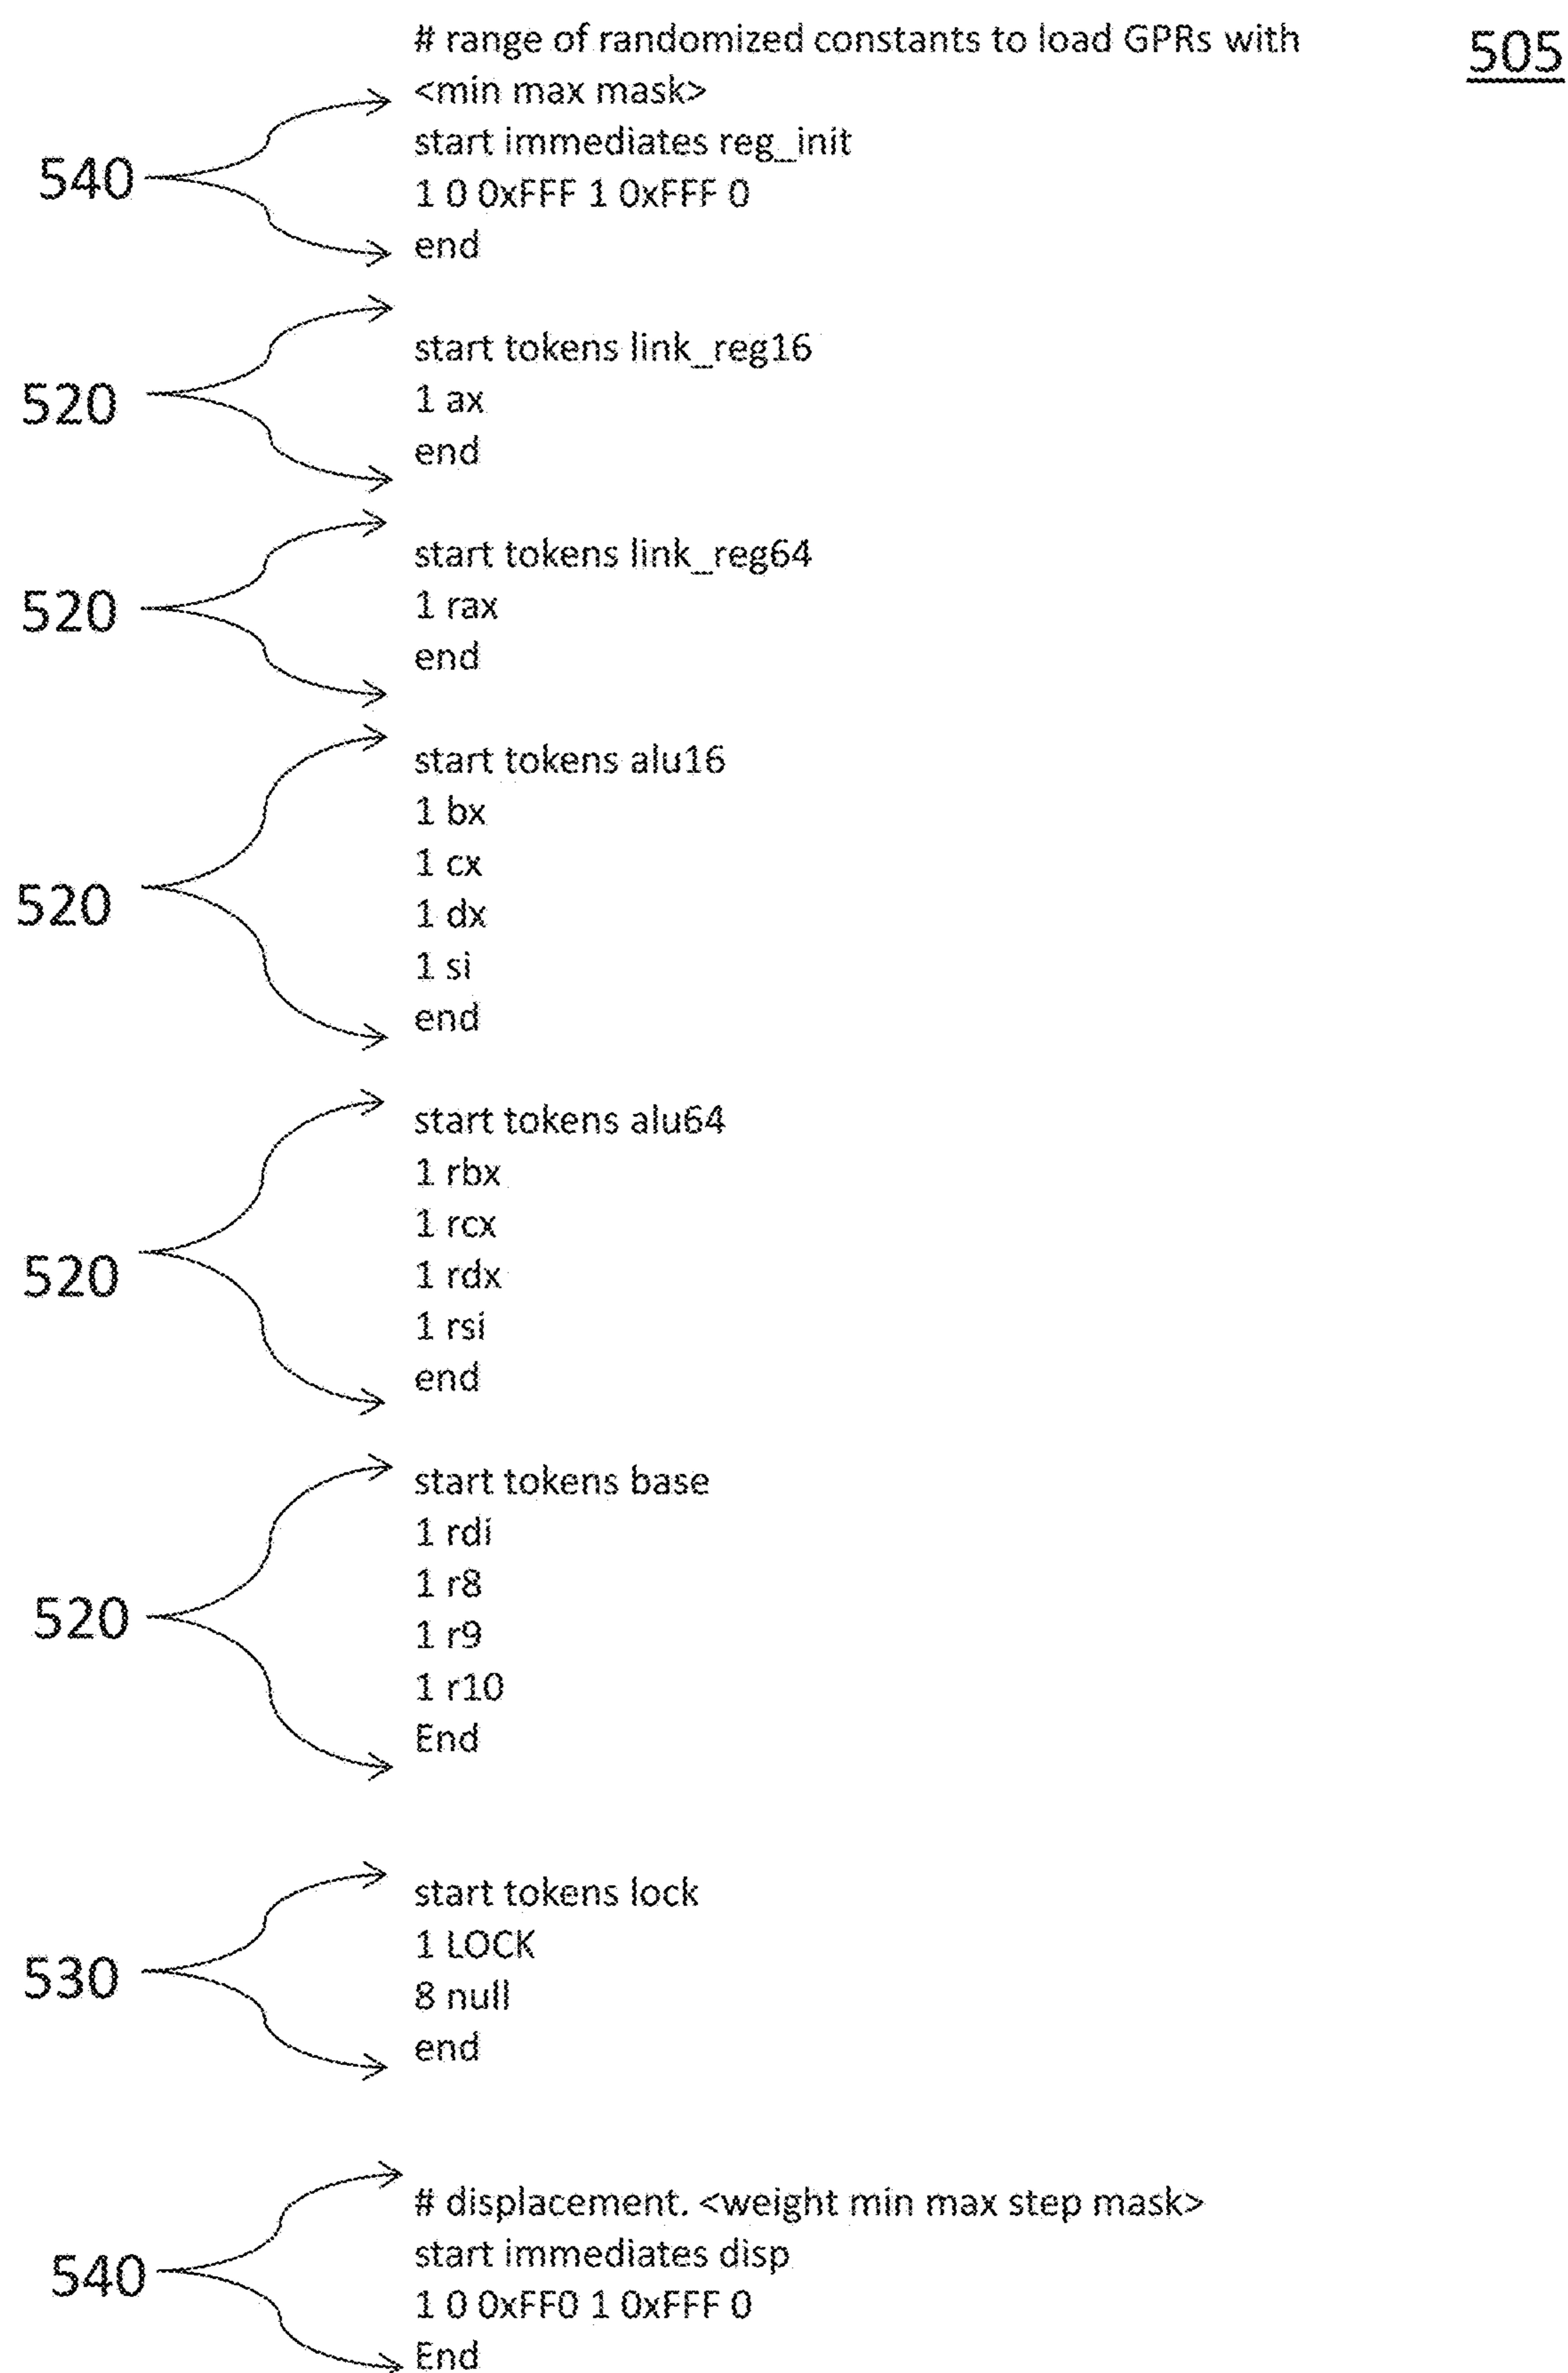 # range of randomized constants to load GPRs with
505
<min max mask>
start immediates reg_init
540
1 0 0xFFF 1 0xFFF 0
end
start tokens link_reg16
520
1 ax
end
start tokens link_reg64
520
1 rax
end
start tokens alu16
1 bx
1 cx
520
1 dx
1 si
end
start tokens alu64
1 rbx
1 rcx
520
1 rdx
1 rsi
end
start tokens base
1 rdi
1 r8
520
1 r9
1 r10
End
start tokens lock
1 LOCK
530
8 null
end
# displacement. <weight min max step mask>
start immediates disp
540
1 0 0xFF0 1 0xFFF 0
End